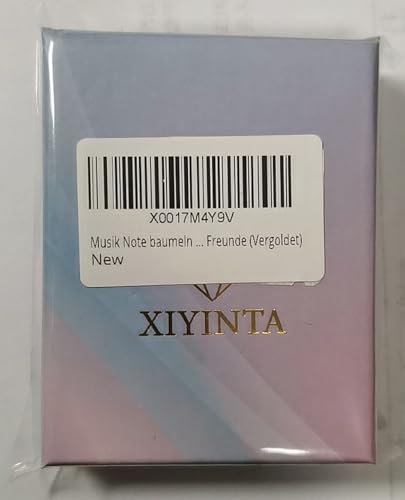 X0017M4Y9V
Musik Note baumeln ... Freunde (Vergoldet)
New
XIYINTA